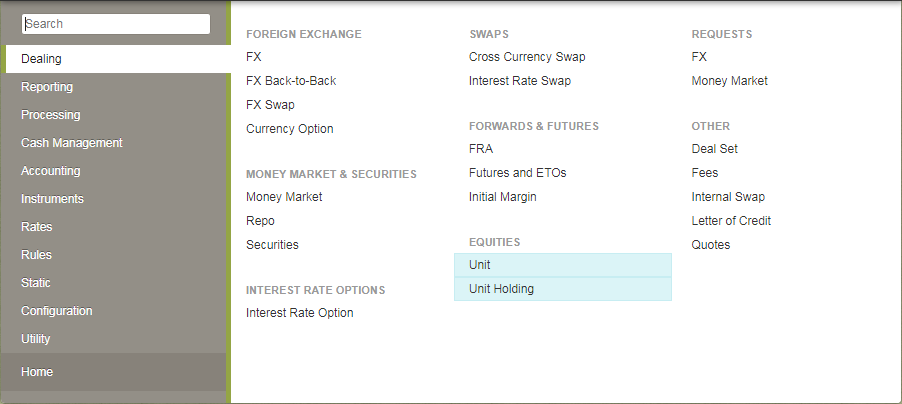 Search
Dealing
Reporting
Processing
Cash Management
Accounting
Instruments
Rates
Rules
Static
Configuration
Utility
Home
FOREIGN EXCHANGE
FX
FX Back-to-Back
FX Swap
Currency Option
MONEY MARKET & SECURITIES
Money Market
Repo
Securities
INTEREST RATE OPTIONS
Interest Rate Option
SWAPS
Cross Currency Swap
Interest Rate Swap
FORWARDS & FUTURES
FRA
Futures and ETOs
Initial Margin
EQUITIES
Unit
Unit Holding
REQUESTS
FX
Money Market
OTHER
Deal Set
Fees
Internal Swap
Letter of Credit
Quotes